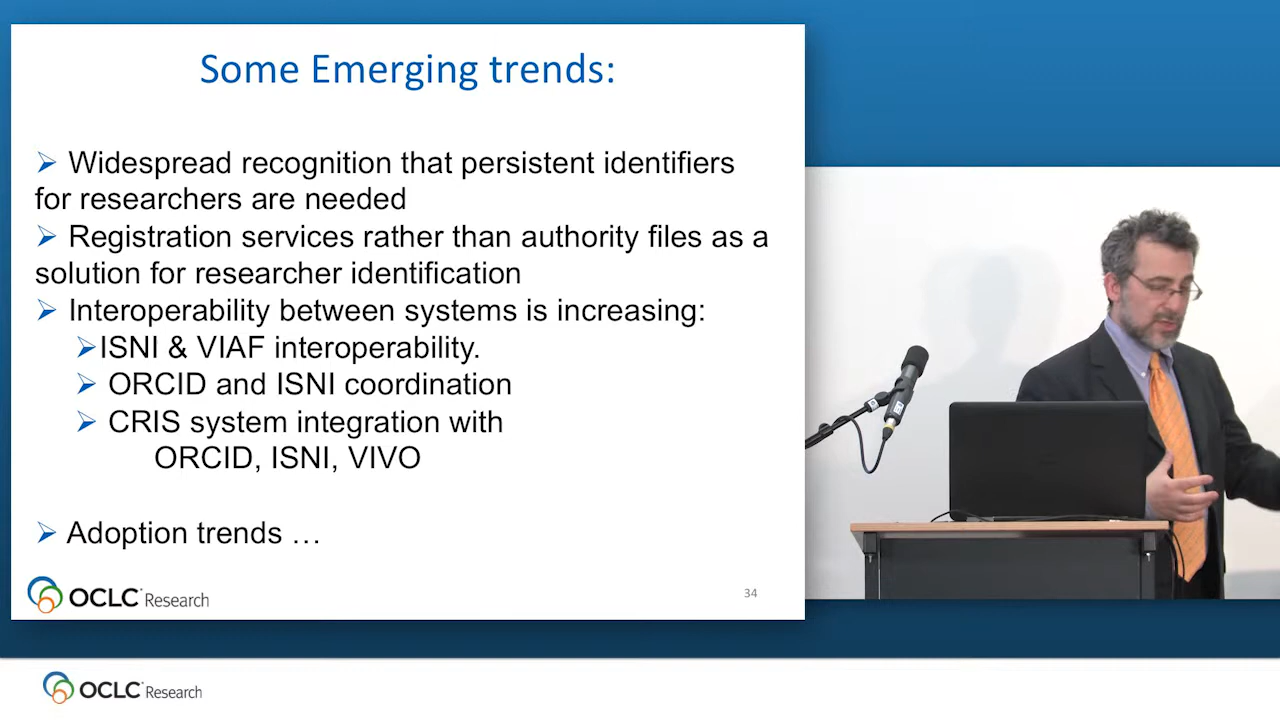 Some Emerging trends:
➢ Widespread recognition that persistent identifiers
for researchers are needed
➢ Registration services rather than authority files as a
solution for researcher identification
➢ Interoperability between systems is increasing:
➢ISNI & VIAF interoperability.
➢ ORCID and ISNI coordination
➢ CRIS system integration with
ORCID, ISNI, VIVO
➢ Adoption trends …
OCLC Research
34
OCLC Research